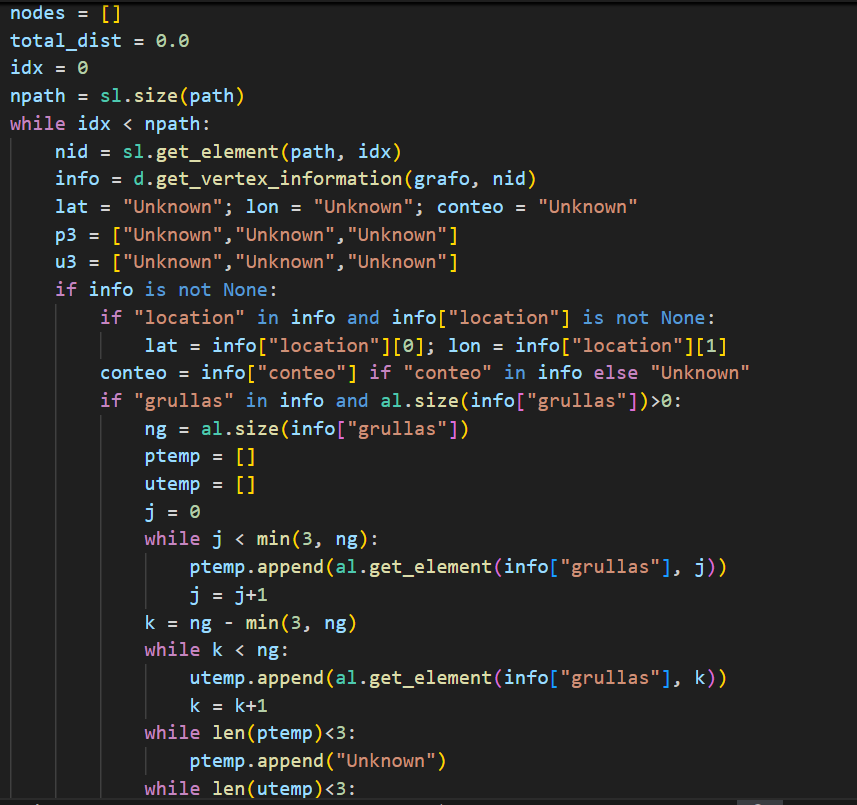 nodes = []
total_dist = 0.0
idx = 0
npath = sl.size(path)
while idx < npath:
    nid = sl.get_element(path, idx)
    info = d.get_vertex_information(grafo, nid)
    lat = "Unknown"; lon = "Unknown"; conteo = "Unknown"
    p3 = ["Unknown","Unknown","Unknown"]
    u3 = ["Unknown","Unknown","Unknown"]
    if info is not None:
        if "location" in info and info["location"] is not None:
            lat = info["location"][0]; lon = info["location"][1]
        conteo = info["conteo"] if "conteo" in info else "Unknown"
        if "grullas" in info and al.size(info["grullas"])>0:
            ng = al.size(info["grullas"])
            ptemp = []
            utemp = []
            j = 0
            while j < min(3, ng):
                ptemp.append(al.get_element(info["grullas"], j))
                j = j+1
            k = ng - min(3, ng)
            while k < ng:
                utemp.append(al.get_element(info["grullas"], k))
                k = k+1
            while len(ptemp)<3:
                ptemp.append("Unknown")
            while len(utemp)<3: